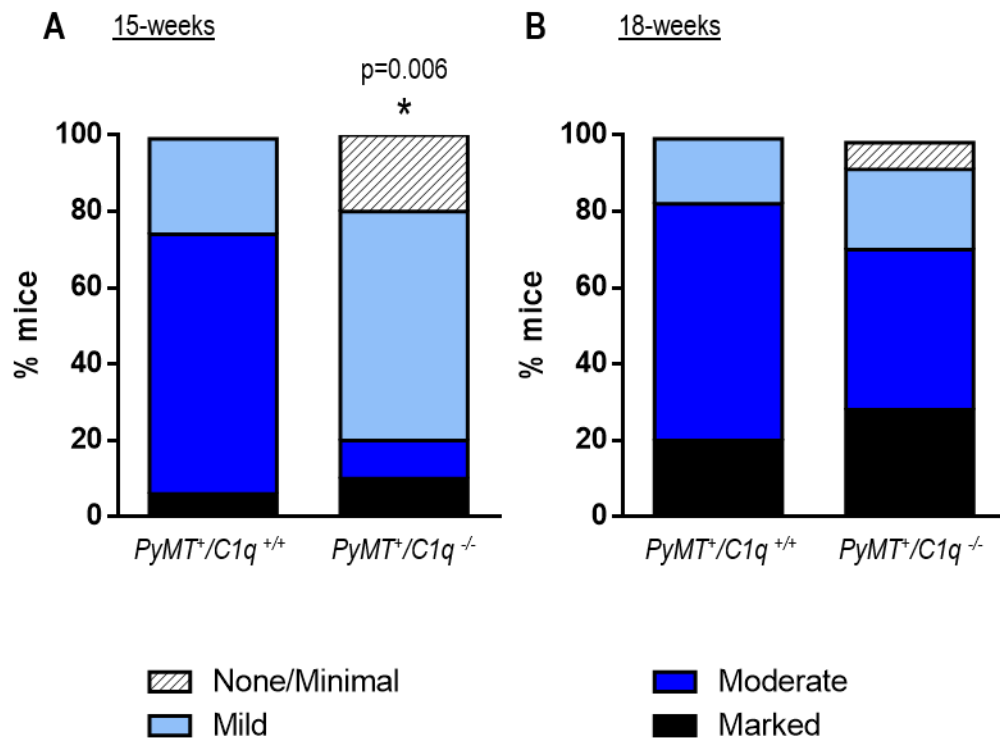 A 15-weeks
p=0.006
*
100
80
60
40
20
0
% mice
PyMT⁺/C1q ⁺/⁺
PyMT⁺/C1q ⁻/⁻
B 18-weeks
100
80
60
40
20
0
% mice
PyMT⁺/C1q ⁺/⁺
PyMT⁺/C1q ⁻/⁻
None/Minimal
Mild
Moderate
Marked